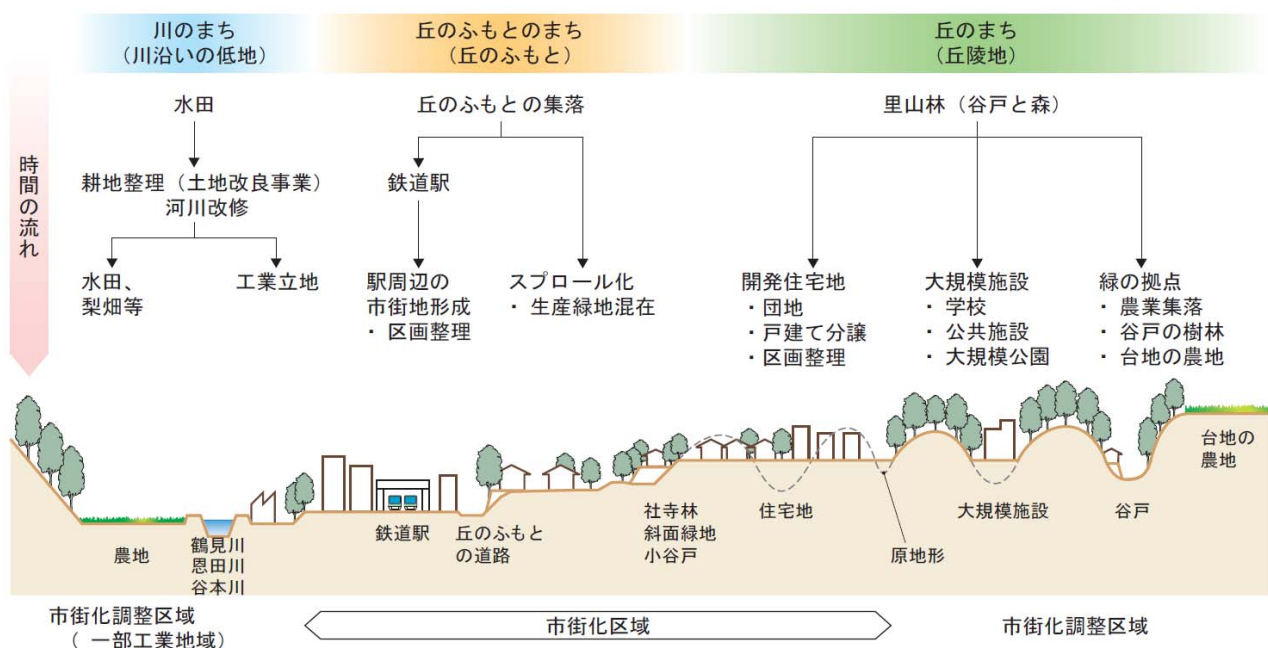 川のまち
（川沿いの低地）
丘のふもとのまち
（丘のふもと）
丘のまち
（丘陵地）
時間の流れ
水田
耕地整理（土地改良事業）
河川改修
水田、
梨畑等
工業立地
丘のふもとの集落
鉄道駅
駅周辺の
市街地形成
・区画整理
スプロール化
・生産緑地混在
里山林（谷戸と森）
開発住宅地
・団地
・戸建て分譲
・区画整理
大規模施設
・学校
・公共施設
・大規模公園
緑の拠点
・農業集落
・谷戸の樹林
・台地の農地
農地
鶴見川
恩田川
谷本川
鉄道駅
丘のふもと
の道路
社寺林
斜面緑地
小谷戸
住宅地
原地形
大規模施設
谷戸
台地の
農地
市街化調整区域
（ 一部工業地域）
市街化区域
市街化調整区域